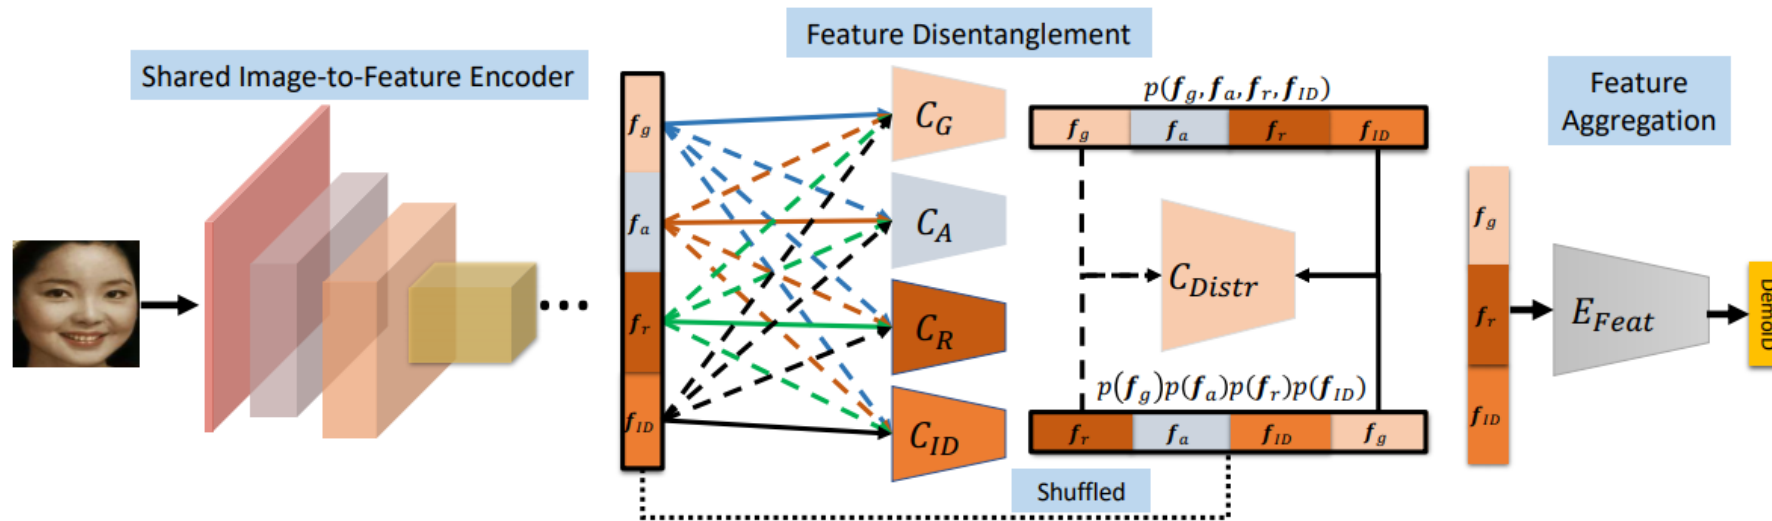 Shared Image-to-Feature Encoder
Feature Disentanglement
Feature
Aggregation
f_g
f_a
f_r
f_ID
C_G
C_A
C_R
C_ID
p(f_g, f_a, f_r, f_ID)
f_g f_a f_r f_ID
C_Distr
p(f_g)p(f_a)p(f_r)p(f_ID)
f_r f_a f_ID f_g
Shuffled
f_g
f_r
f_ID
E_Feat
DemoID